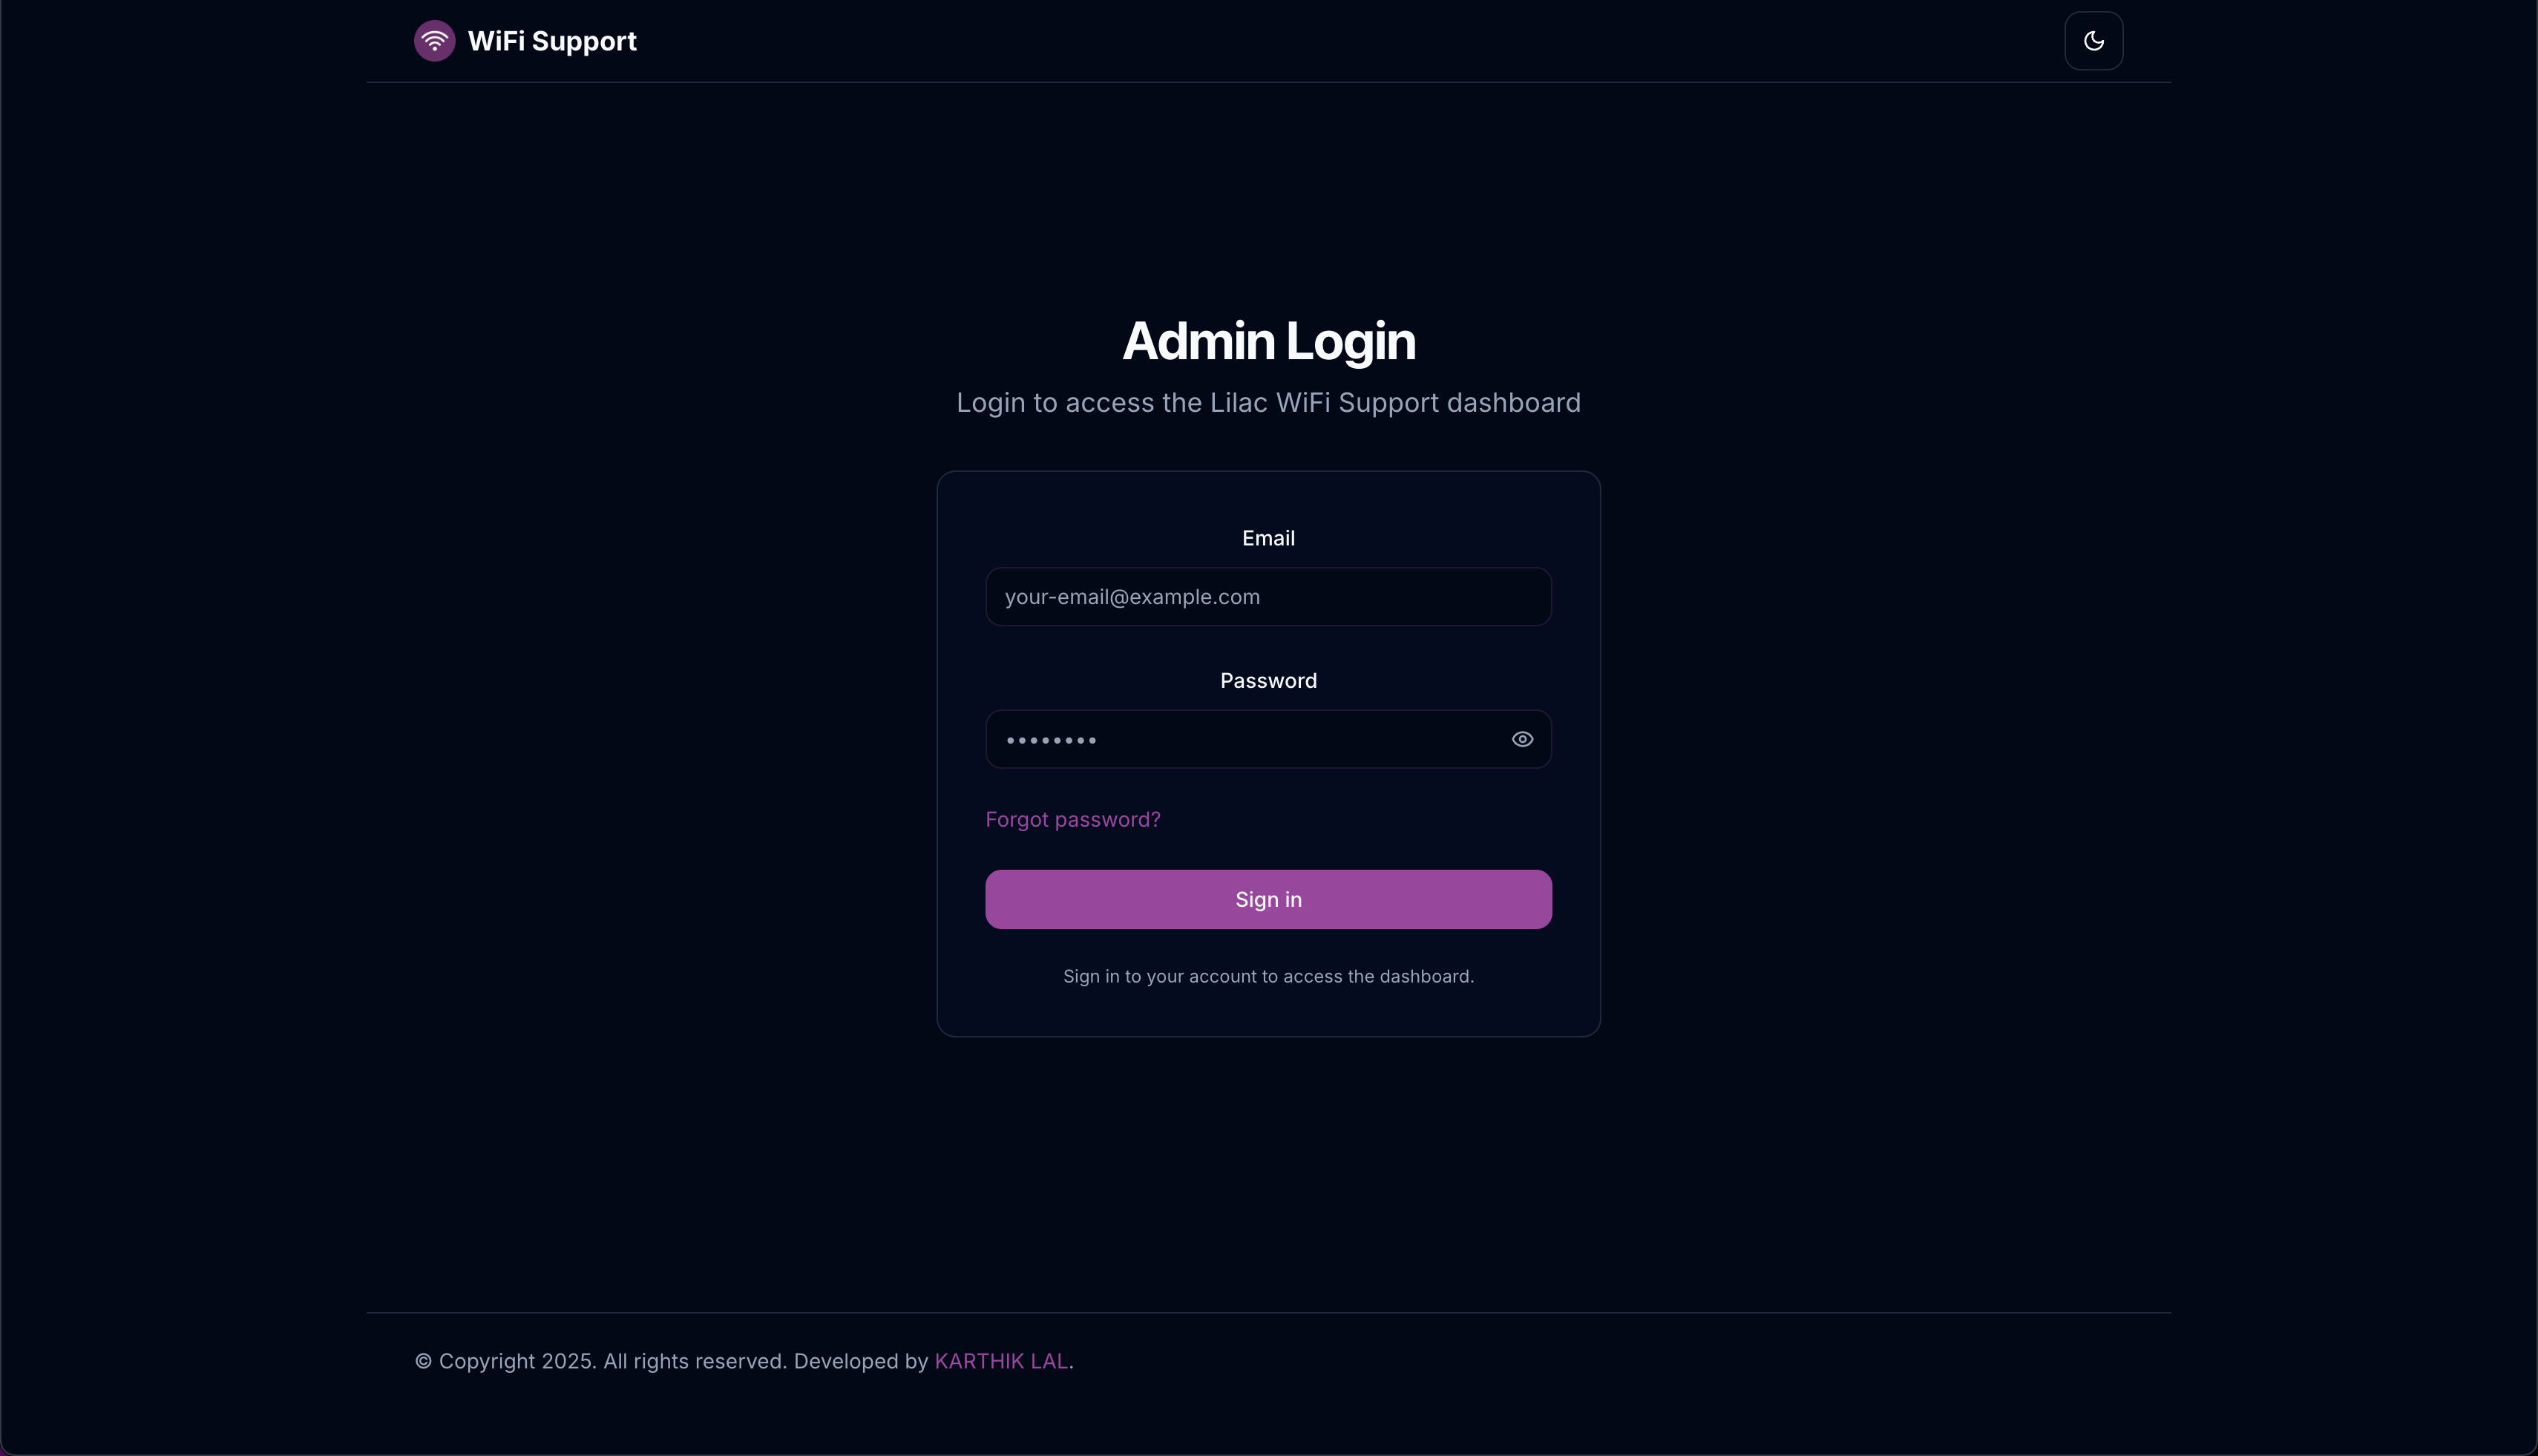 WiFi Support
Admin Login
Login to access the Lilac WiFi Support dashboard
Email
your-email@example.com
Password
••••••••
Forgot password?
Sign in
Sign in to your account to access the dashboard.
© Copyright 2025. All rights reserved. Developed by KARTHIK LAL.